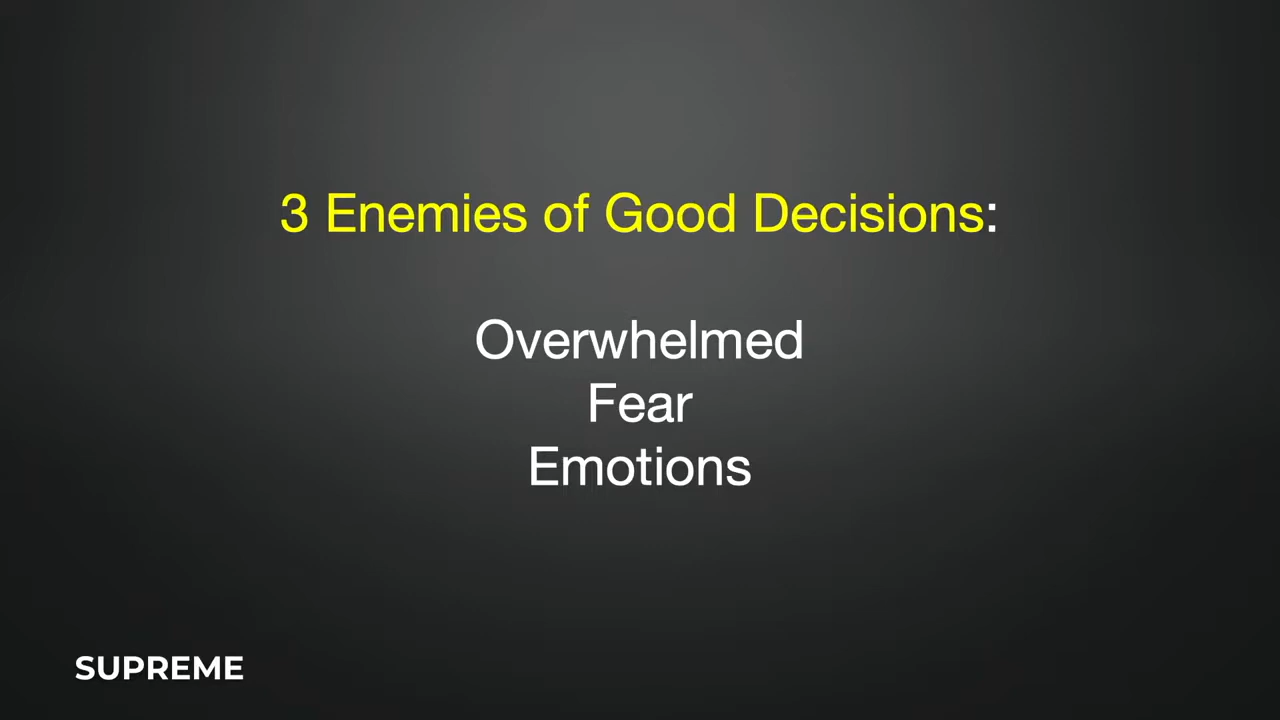 3 Enemies of Good Decisions:
Overwhelmed
Fear
Emotions
SUPREME